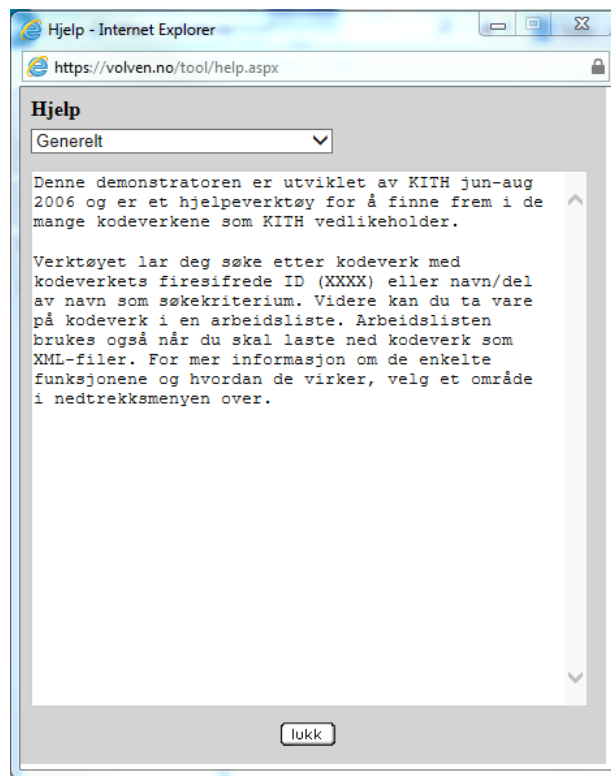 Hjelp - Internet Explorer
https://volven.no/tool/help.aspx
Hjelp
Generelt
Denne demonstratoren er utviklet av KITH jun-aug
2006 og er et hjelpeverktøy for å finne frem i de
mange kodeverkene som KITH vedlikeholder.
Verktøyet lar deg søke etter kodeverk med
kodeverkets firesifrede ID (XXXX) eller navn/del
av navn som søkekriterium. Videre kan du ta vare
på kodeverk i en arbeidsliste. Arbeidslisten
brukes også når du skal laste ned kodeverk som
XML-filer. For mer informasjon om de enkelte
funksjonene og hvordan de virker, velg et område
i nedtrekksmenyen over.
lukk